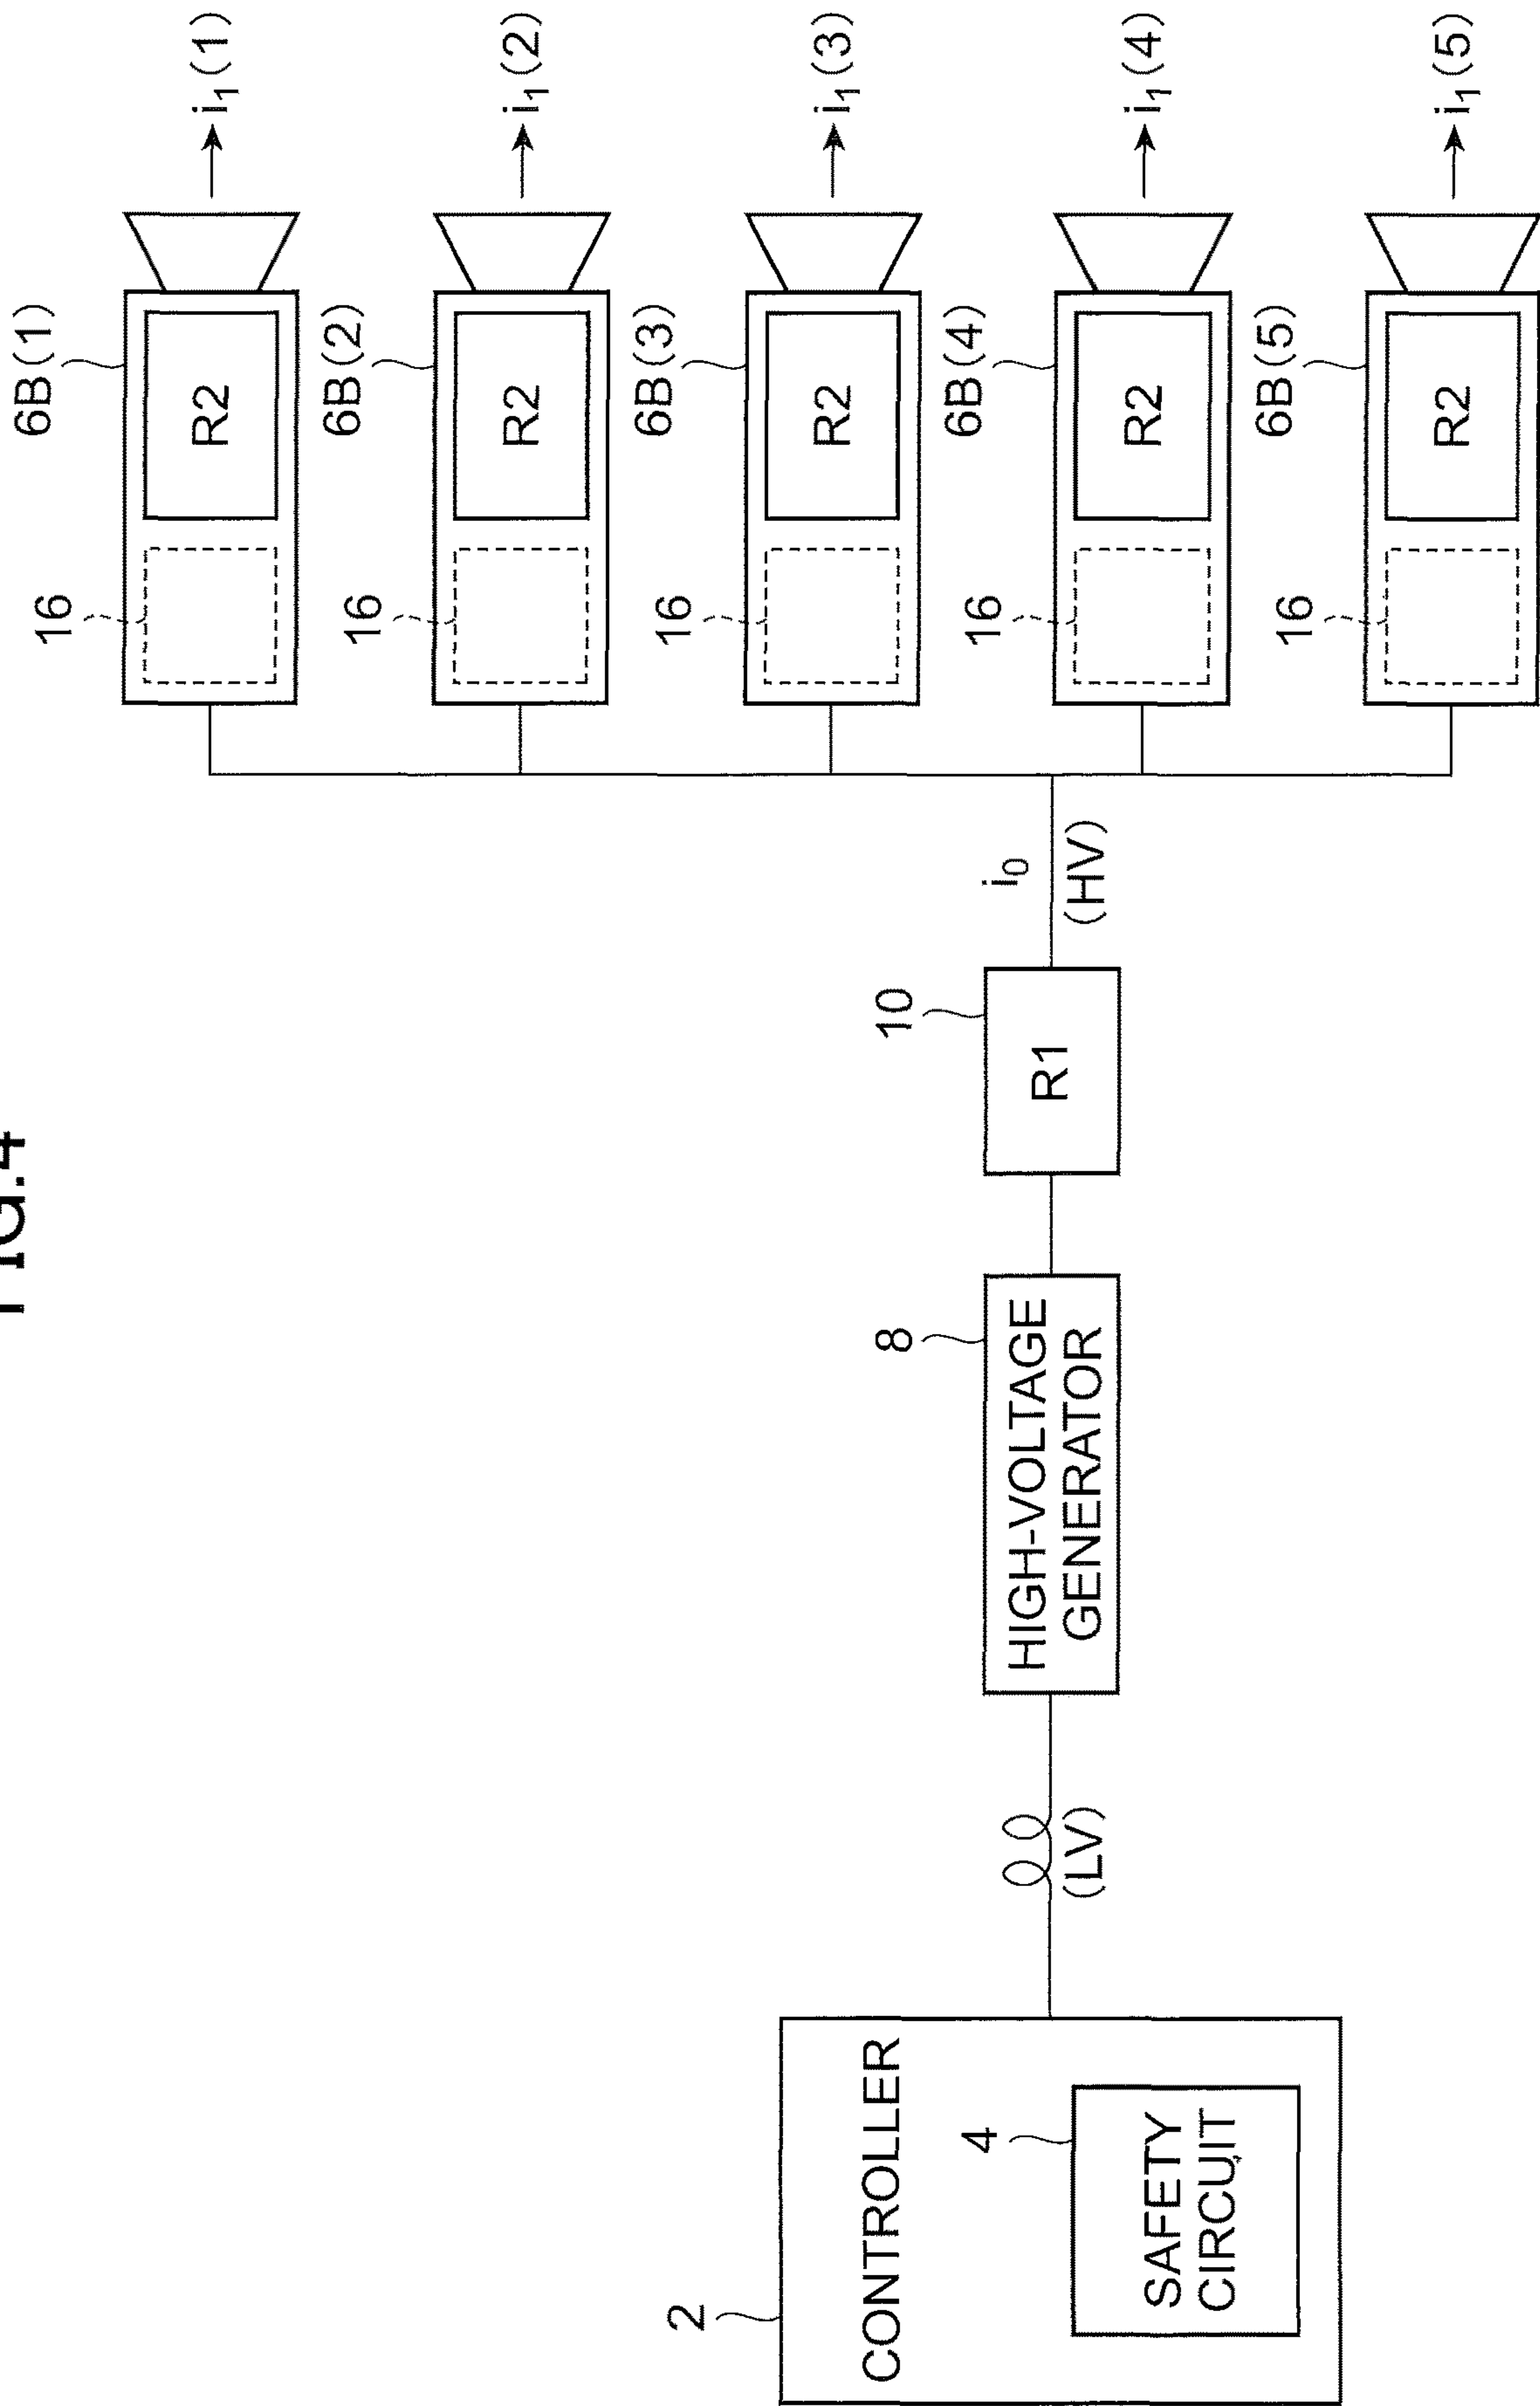 FIG.4
2
CONTROLLER
4
SAFETY
CIRCUIT
(LV)
8
HIGH-VOLTAGE
GENERATOR
10
R1
i₀
(HV)
16
6B(1)
R2
i₁(1)
16
6B(2)
R2
i₁(2)
16
6B(3)
R2
i₁(3)
16
6B(4)
R2
i₁(4)
16
6B(5)
R2
i₁(5)